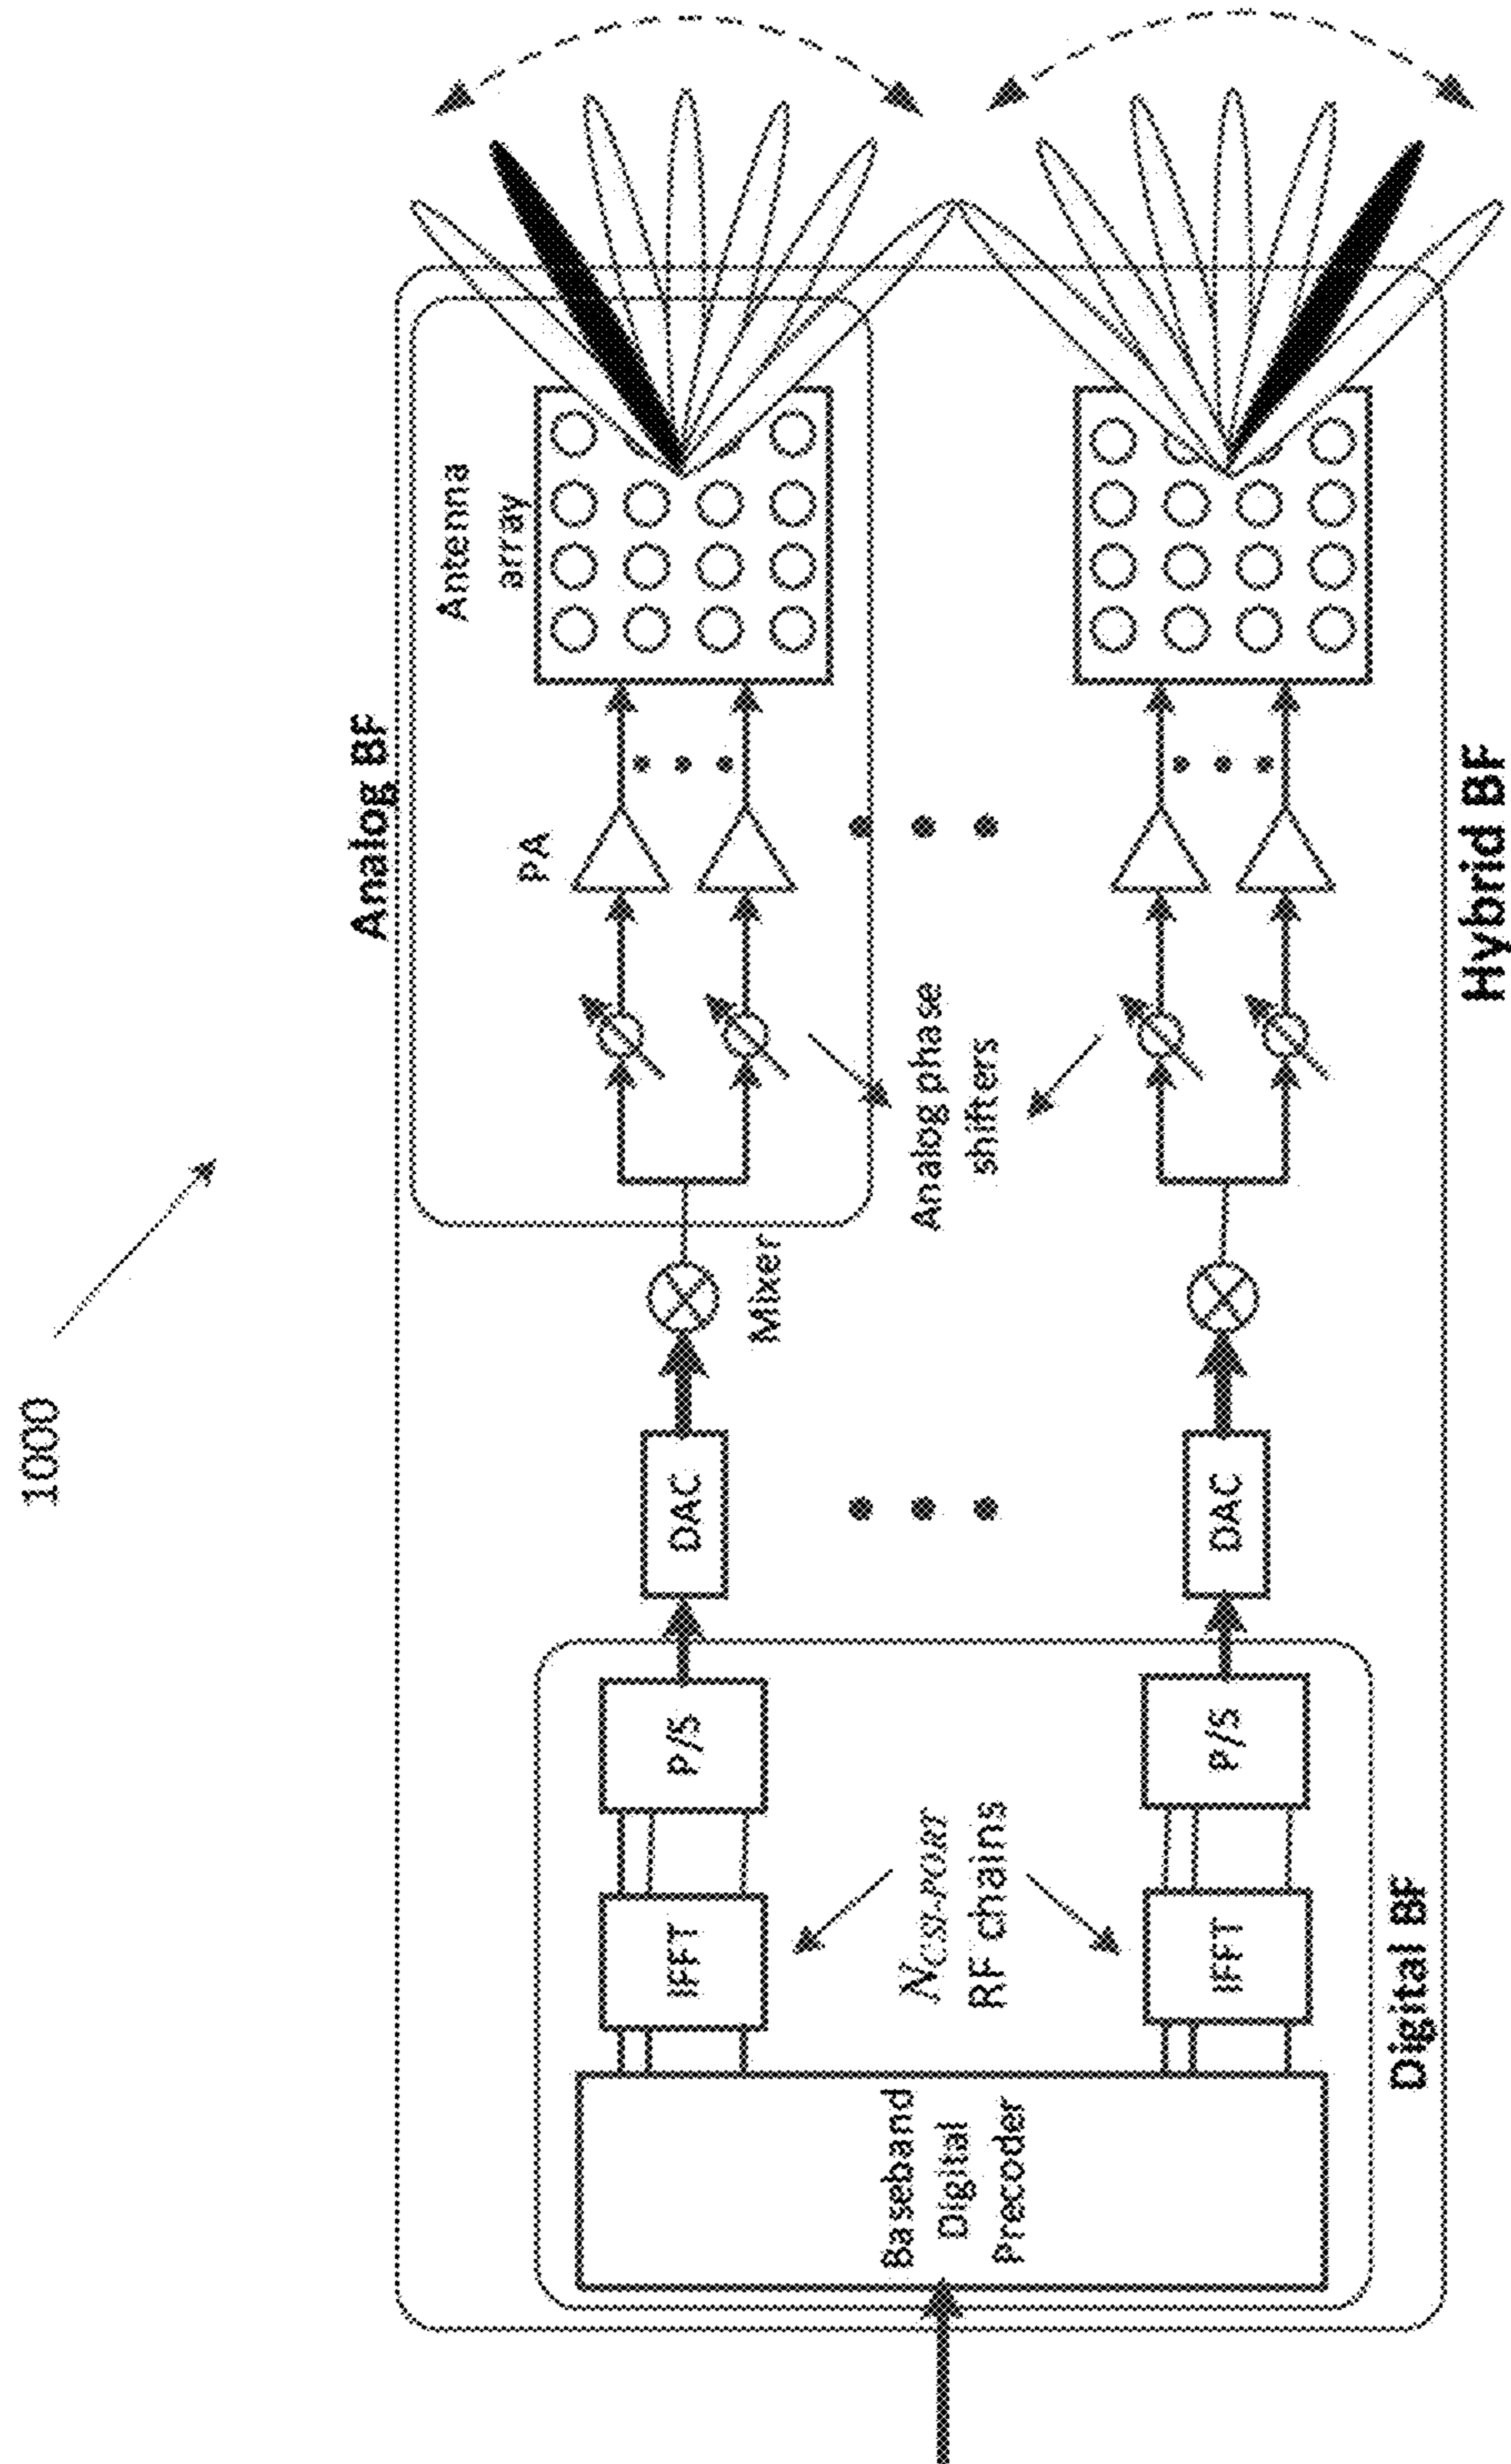 1000
Analog BF
Antenna
array
PA
IFFT
P/S
DAC
Mixer
Baseband
Digital
Precoder
N_CSI-PORT
RF chains
Analog phase
shifters
IFFT
P/S
DAC
Digital BF
Hybrid BF